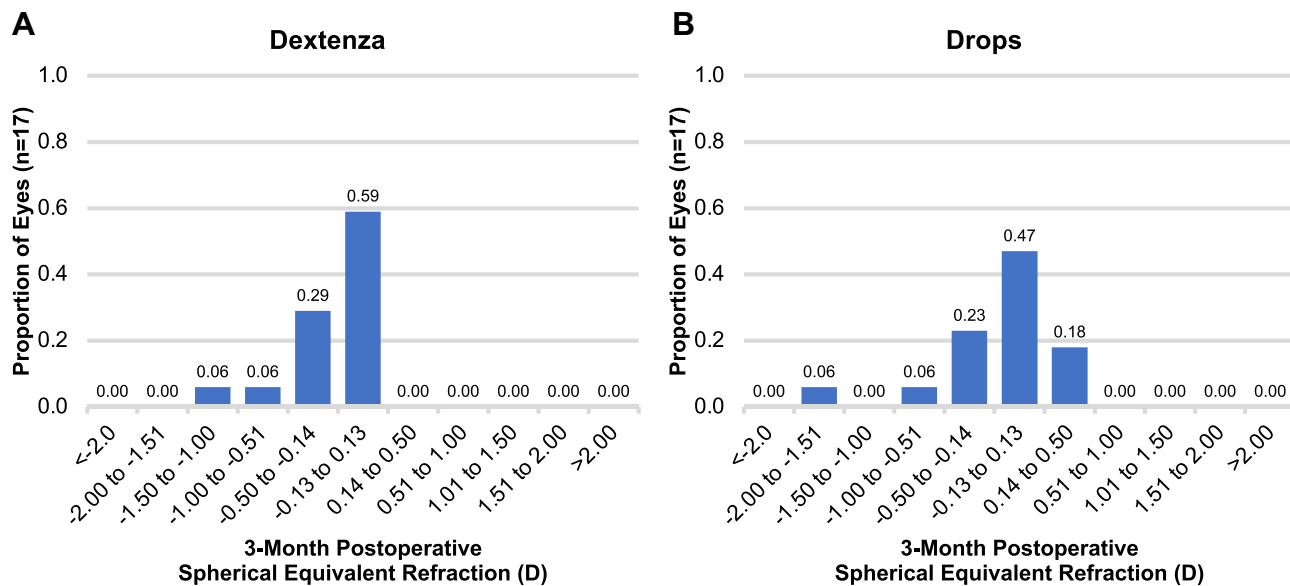 A
Dextenza
Proportion of Eyes (n=17)
1.0
0.8
0.6
0.4
0.2
0.0
0.00
0.00
0.06
0.06
0.29
0.59
0.00
0.00
0.00
0.00
0.00
<-2.0
-2.00 to -1.51
-1.50 to -1.00
-1.00 to -0.51
-0.50 to -0.14
-0.13 to 0.13
0.14 to 0.50
0.51 to 1.00
1.01 to 1.50
1.51 to 2.00
>2.00
3-Month Postoperative
Spherical Equivalent Refraction (D)
B
Drops
Proportion of Eyes (n=17)
1.0
0.8
0.6
0.4
0.2
0.0
0.00
0.06
0.00
0.06
0.23
0.47
0.18
0.00
0.00
0.00
0.00
<-2.0
-2.00 to -1.51
-1.50 to -1.00
-1.00 to -0.51
-0.50 to -0.14
-0.13 to 0.13
0.14 to 0.50
0.51 to 1.00
1.01 to 1.50
1.51 to 2.00
>2.00
3-Month Postoperative
Spherical Equivalent Refraction (D)